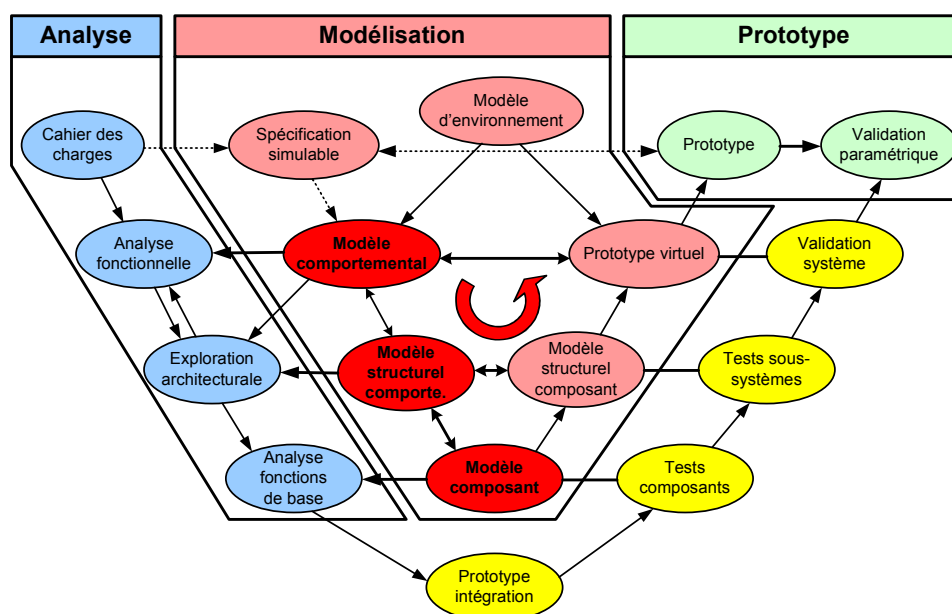 Analyse
Modélisation
Prototype
Cahier des
charges
Spécification
simulable
Modèle
d'environnement
Prototype
Validation
paramétrique
Analyse
fonctionnelle
Modèle
comportemental
Prototype virtuel
Validation
système
Exploration
architecturale
Modèle
structurel
comporte.
Modèle
structurel
composant
Tests sous-
systèmes
Analyse
fonctions
de base
Modèle
composant
Tests
composants
Prototype
intégration